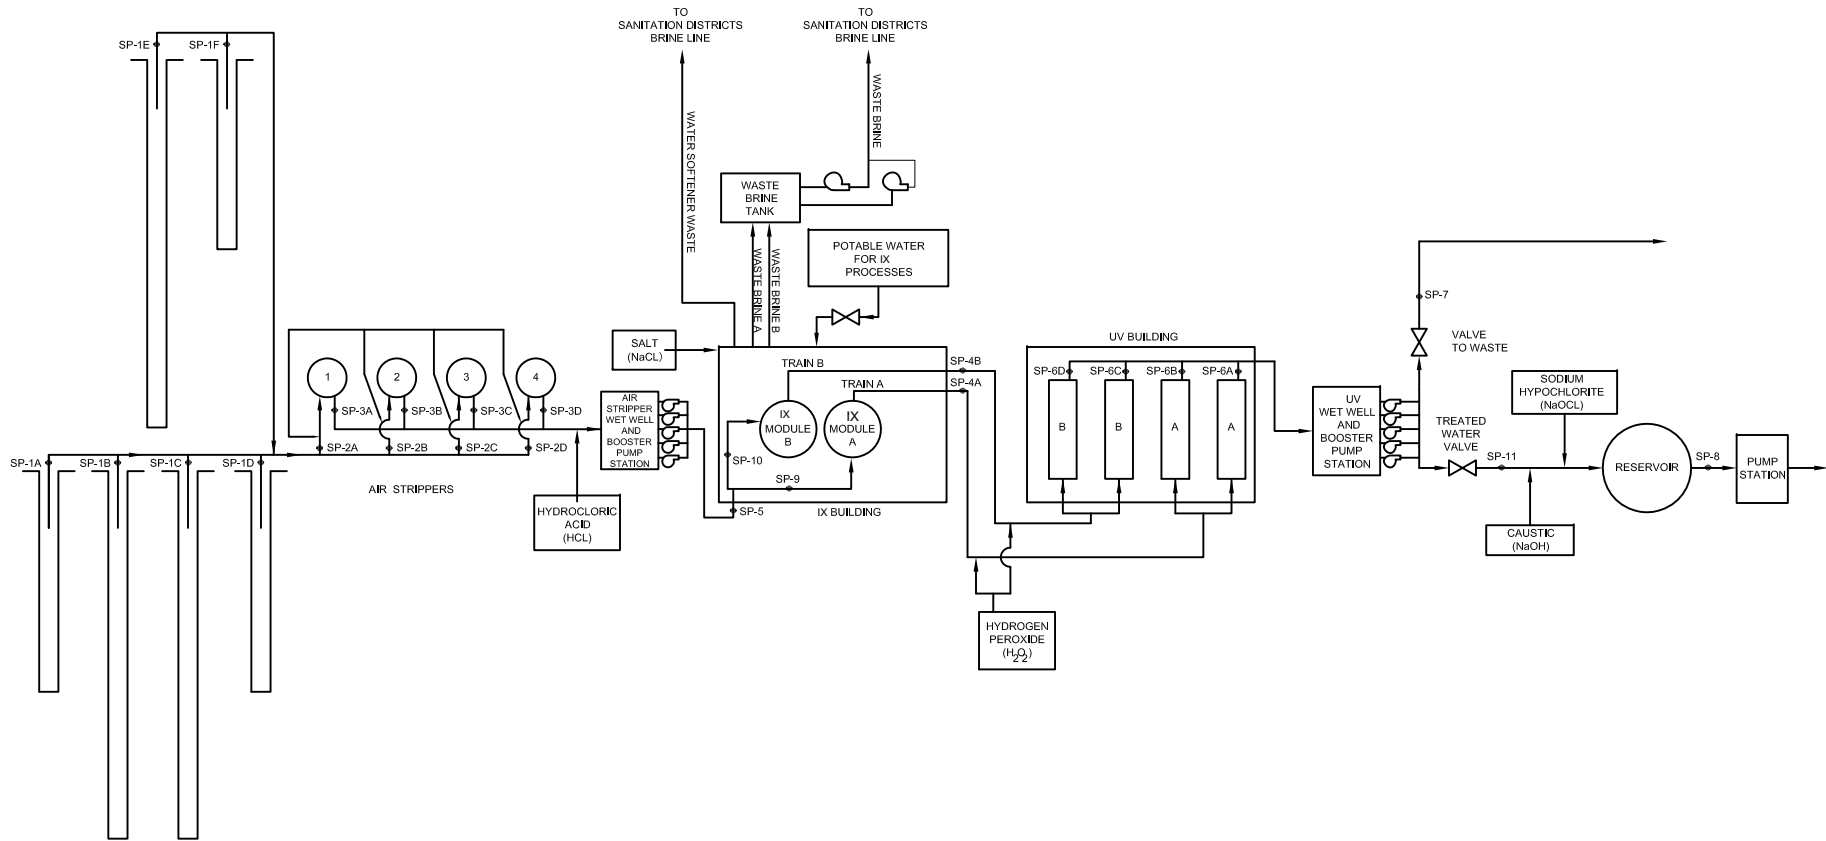 TO
SANITATION DISTRICTS
BRINE LINE
TO
SANITATION DISTRICTS
BRINE LINE
SP-1E
SP-1F
WASTE BRINE
WATER SOFTENER WASTE
WASTE
BRINE
TANK
WASTE BRINE A
WASTE BRINE B
POTABLE WATER
FOR IX
PROCESSES
SP-7
VALVE
TO WASTE
SALT
(NaCL)
UV BUILDING
TRAIN B
SP-4B
TRAIN A
SP-4A
SP-6D
SP-6C
SP-6B
SP-6A
1
2
3
4
SP-3A
SP-3B
SP-3C
SP-3D
AIR
STRIPPER
WET WELL
AND
BOOSTER
PUMP
STATION
IX
MODULE
B
IX
MODULE
A
B
B
A
A
UV
WET WELL
AND
BOOSTER
PUMP
STATION
SODIUM
HYPOCHLORITE
(NaOCL)
TREATED
WATER
VALVE
SP-2A
SP-2B
SP-2C
SP-2D
SP-1A
SP-1B
SP-1C
SP-1D
SP-10
SP-9
SP-11
RESERVOIR
SP-8
PUMP
STATION
AIR STRIPPERS
HYDROCLORIC
ACID
(HCL)
SP-5
IX BUILDING
CAUSTIC
(NaOH)
HYDROGEN
PEROXIDE
(H O )
2 2